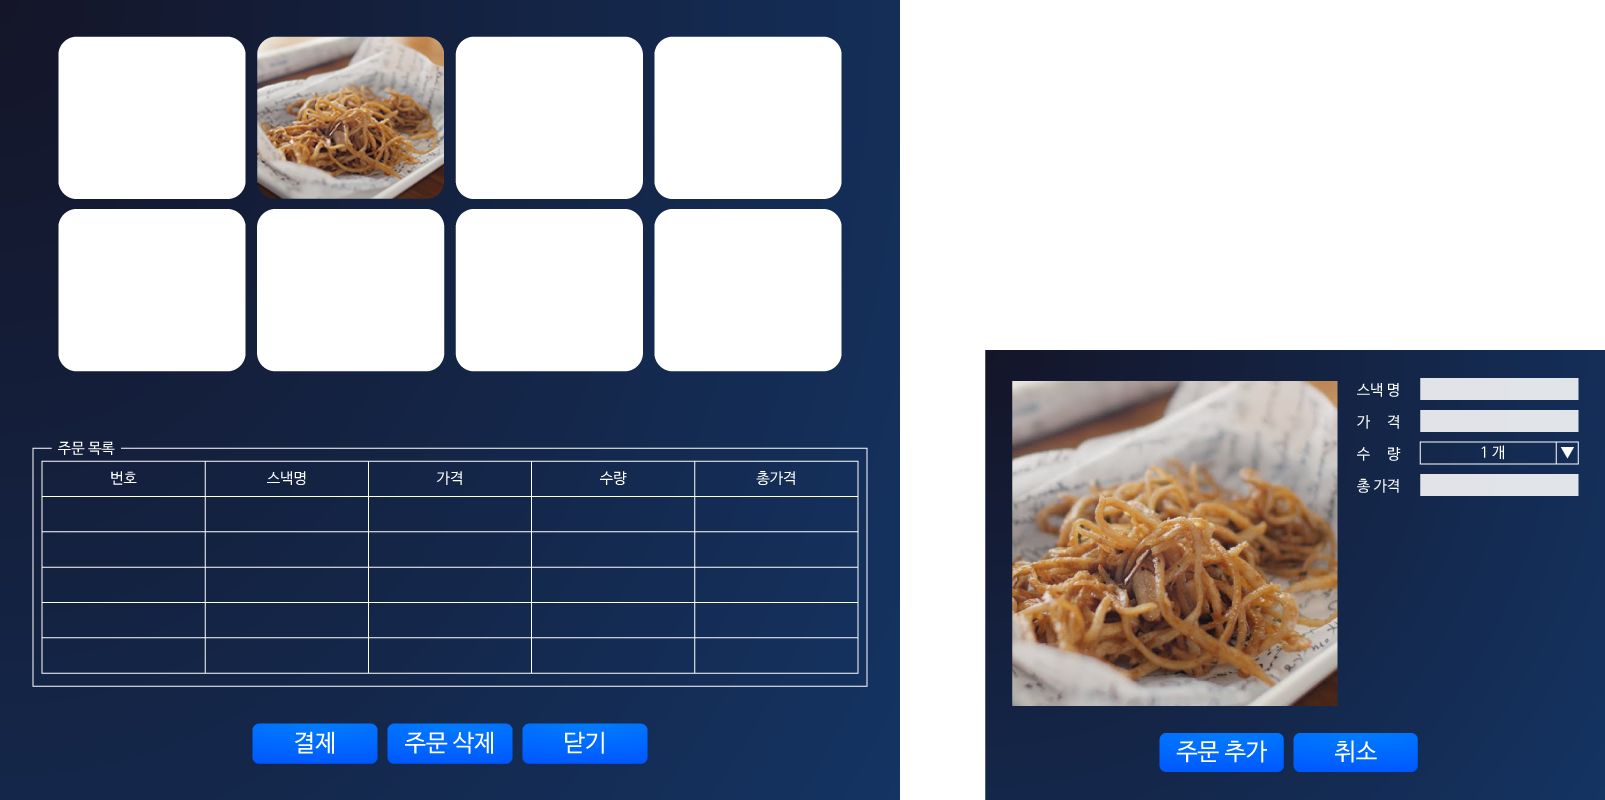 주문 목록
번호 스낵명 가격 수량 총가격
결제 주문 삭제 닫기
스낵 명
가 격
수 량 1 개
총 가격
주문 추가 취소